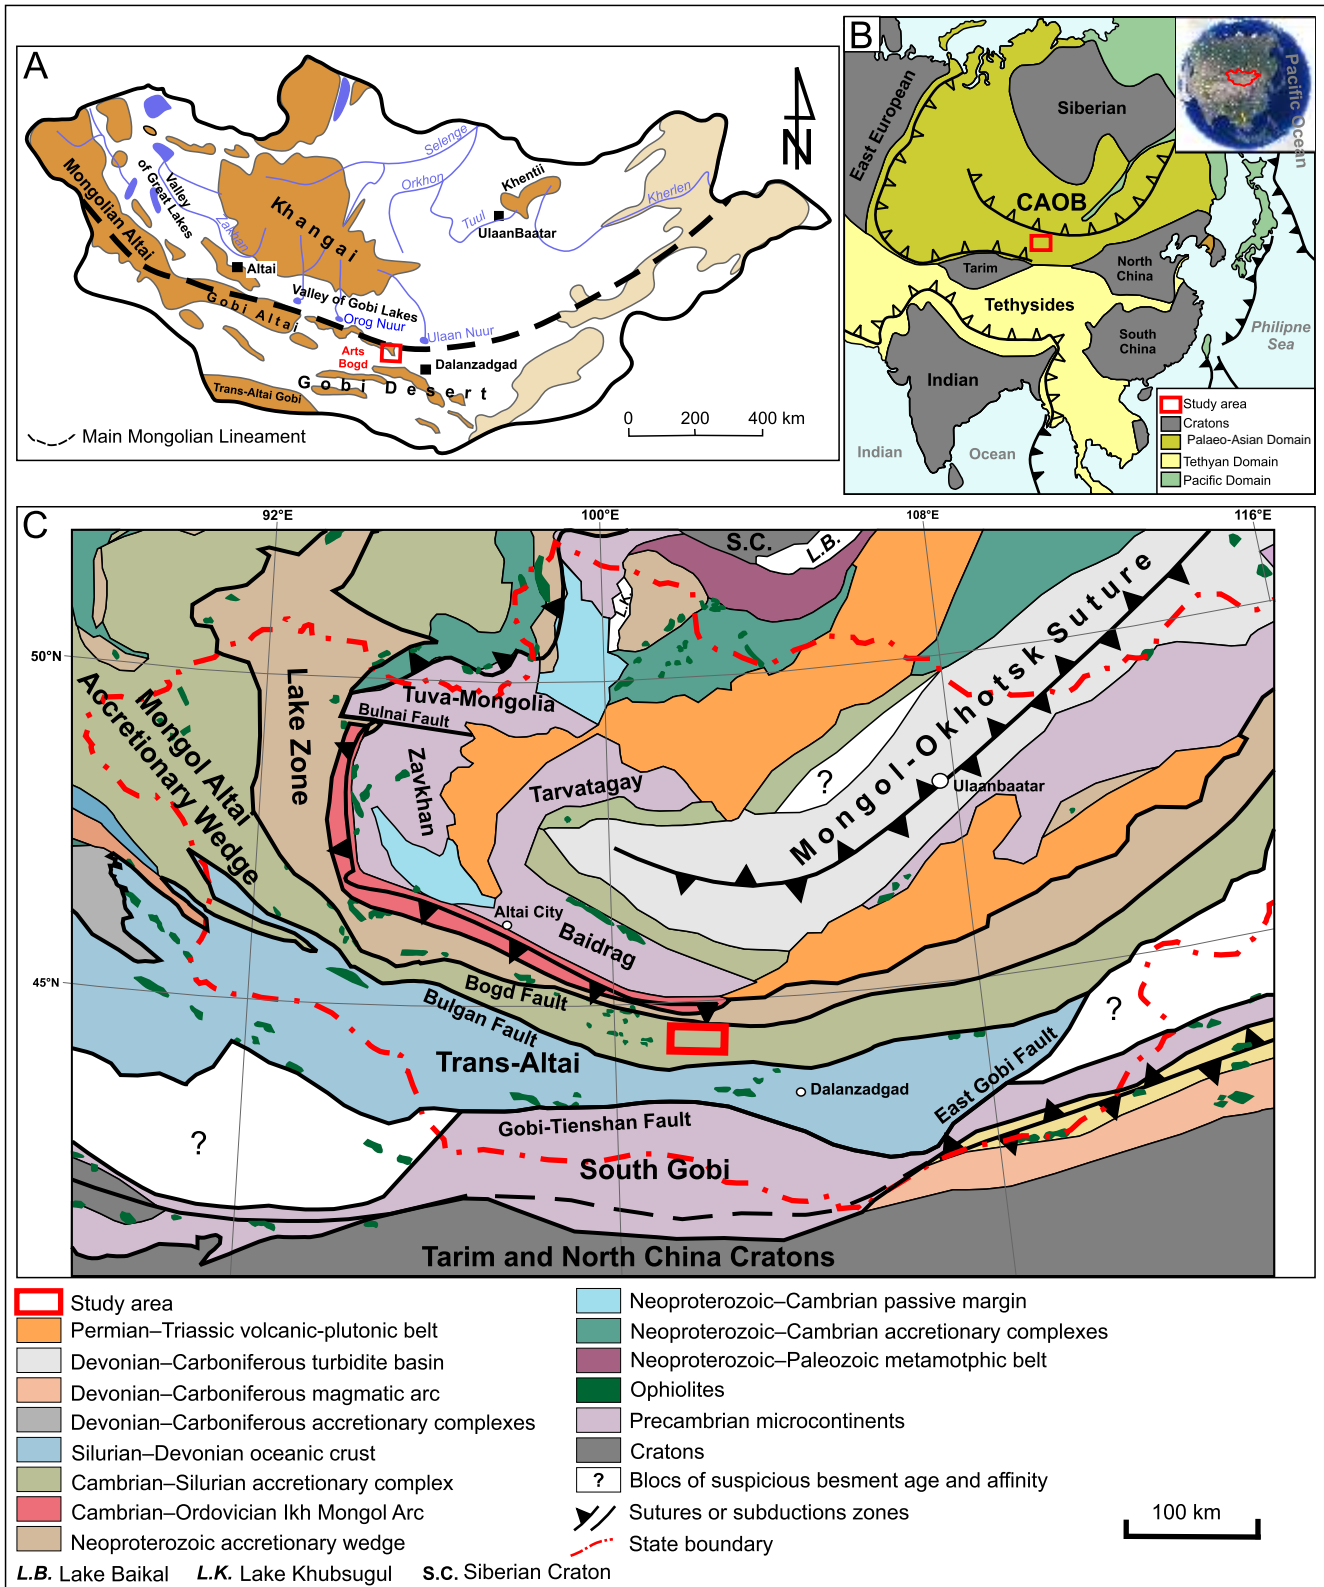 A
Selenge
Orkhon
Khentii
Kherlen
Tuul
UlaanBaatar
Mongolian Altai
Valley
of Great Lakes
Zakhan
Khangai
Altai
Valley of Gobi Lakes
Gobi Altai
Orog Nuur
Ulaan Nuur
Arts
Bogd
Dalanzadgad
Gobi Desert
Trans-Altai Gobi
0 200 400 km
Main Mongolian Lineament
N
B
East European
Siberian
Pacific Ocean
CAOB
Tarim
North
China
Tethysides
South
China
Philipne
Sea
Indian
Indian
Ocean
Study area
Cratons
Palaeo-Asian Domain
Tethyan Domain
Pacific Domain
C
92°E
100°E
108°E
116°E
S.C.
L.B.
L.K.
50°N
45°N
Mongol Altai
Accretionary Wedge
Lake Zone
Tuva-Mongolia
Bulnai Fault
Zavkhan
Tarvatagay
Mongol-Okhotsk Suture
?
Ulaanbaatar
Altai City
Baidrag
Bogd Fault
Bulgan Fault
Trans-Altai
Dalanzadgad
East Gobi Fault
?
Gobi-Tienshan Fault
?
South Gobi
Tarim and North China Cratons
Study area
Permian–Triassic volcanic-plutonic belt
Devonian–Carboniferous turbidite basin
Devonian–Carboniferous magmatic arc
Devonian–Carboniferous accretionary complexes
Silurian–Devonian oceanic crust
Cambrian–Silurian accretionary complex
Cambrian–Ordovician Ikh Mongol Arc
Neoproterozoic accretionary wedge
Neoproterozoic–Cambrian passive margin
Neoproterozoic–Cambrian accretionary complexes
Neoproterozoic–Paleozoic metamotphic belt
Ophiolites
Precambrian microcontinents
Cratons
? Blocs of suspicious besment age and affinity
Sutures or subductions zones
State boundary
100 km
L.B. Lake Baikal L.K. Lake Khubsugul S.C. Siberian Craton